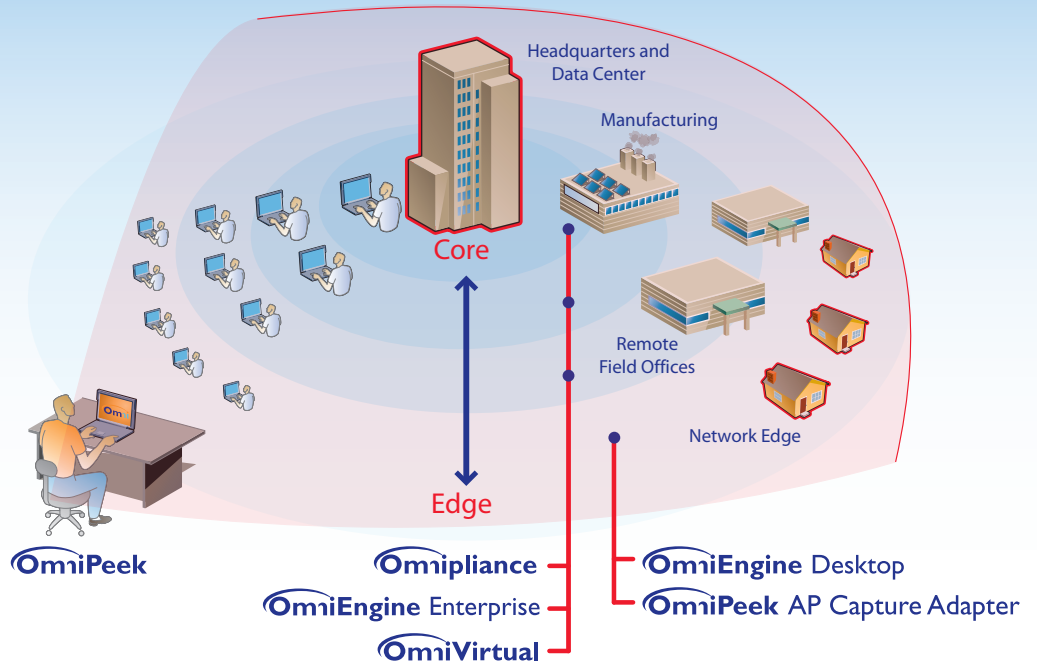 Headquarters and
Data Center
Manufacturing
Core
Remote
Field Offices
Network Edge
Om
Edge
OmniPeek
Omnipliance
OmniEngine Enterprise
OmniVirtual
OmniEngine Desktop
OmniPeek AP Capture Adapter